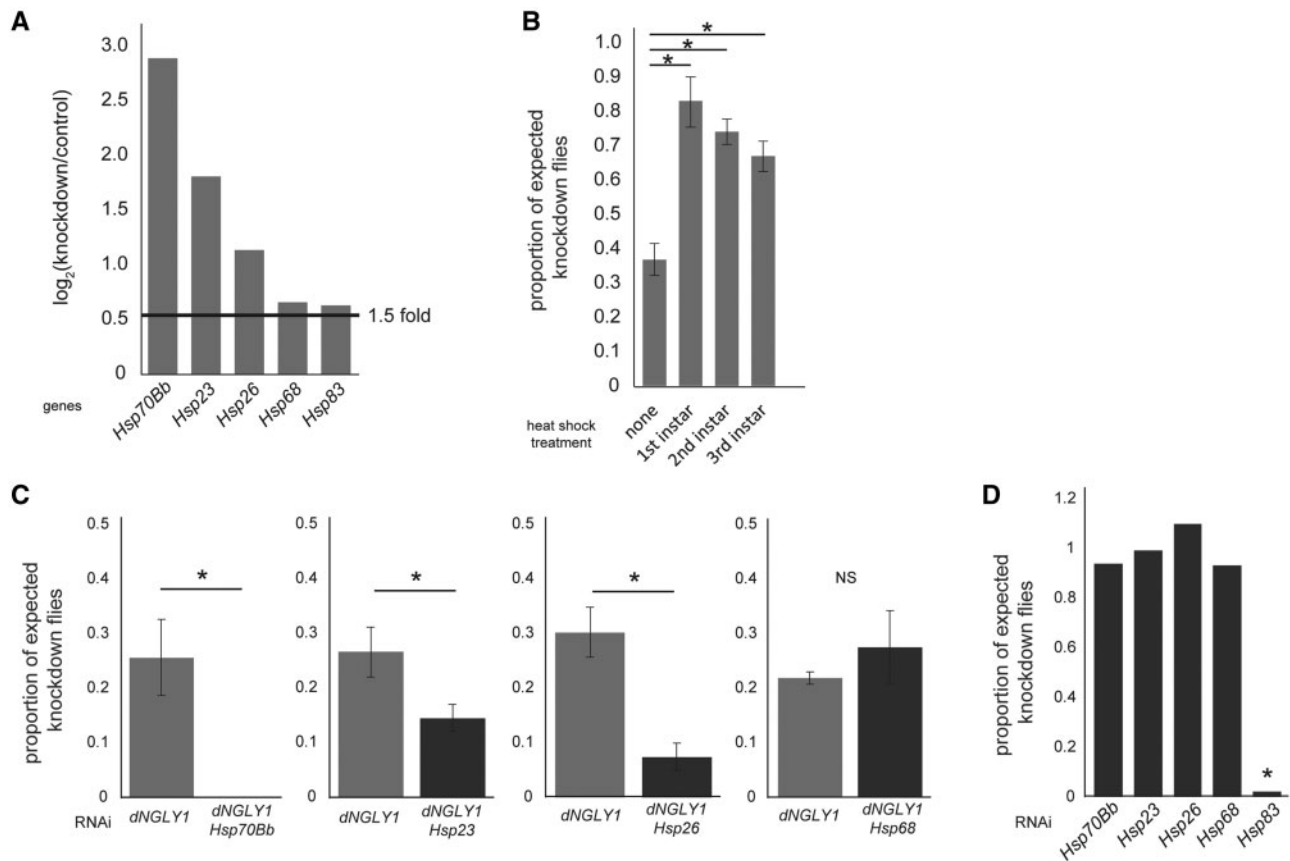 A
3.0
2.5
2.0
1.5
1.0
0.5
0
log2(knockdown/control)
1.5 fold
genes
Hsp70Bb
Hsp23
Hsp26
Hsp68
Hsp83
B
1.0
0.9
0.8
0.7
0.6
0.5
0.4
0.3
0.2
0.1
0
proportion of expected
knockdown flies
*
*
*
heat shock
treatment
none
1st instar
2nd instar
3rd instar
C
proportion of expected
knockdown flies
0.5
0.4
0.3
0.2
0.1
0
*
RNAi
dNGLY1
dNGLY1
Hsp70Bb
0.5
0.4
0.3
0.2
0.1
0
*
dNGLY1
dNGLY1
Hsp23
0.5
0.4
0.3
0.2
0.1
0
*
dNGLY1
dNGLY1
Hsp26
0.5
0.4
0.3
0.2
0.1
0
NS
dNGLY1
dNGLY1
Hsp68
D
proportion of expected
knockdown flies
1.2
1
0.8
0.6
0.4
0.2
0
*
RNAi
Hsp70Bb
Hsp23
Hsp26
Hsp68
Hsp83